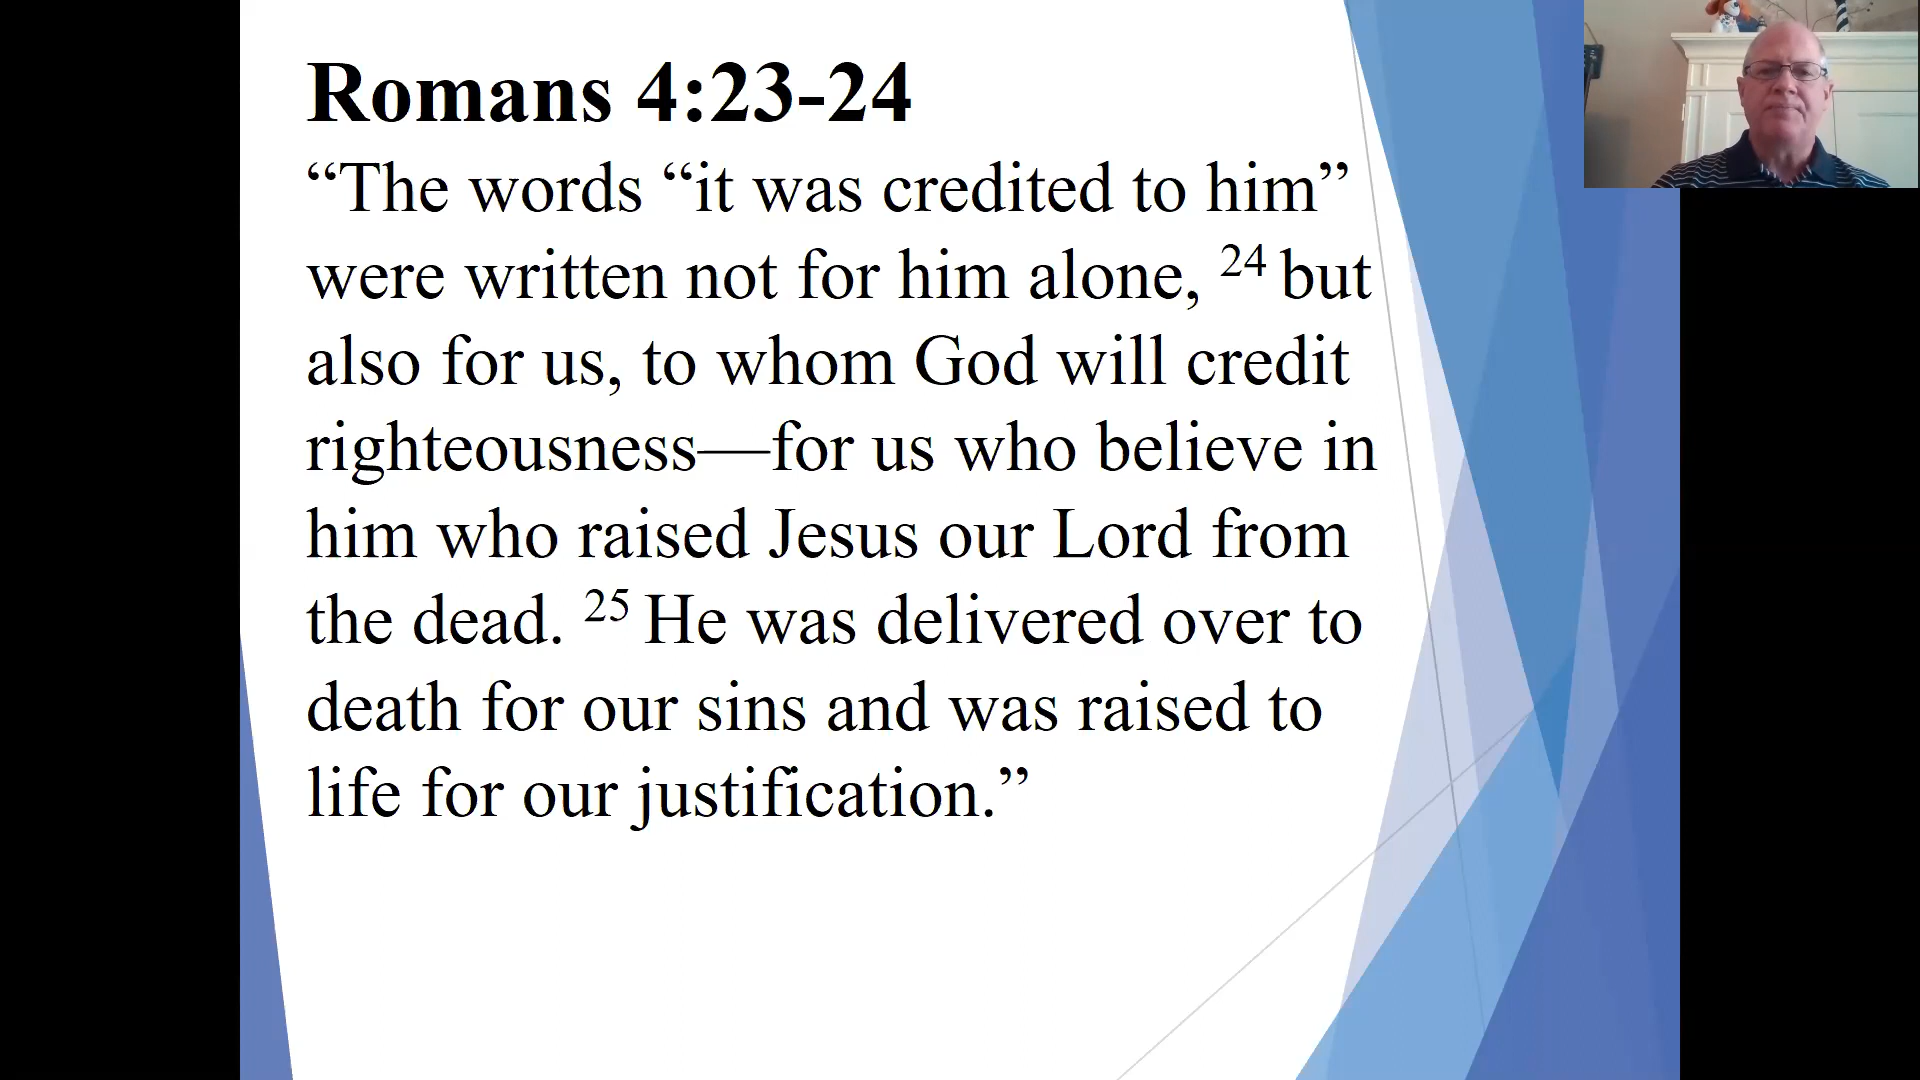 Romans 4:23-24
“The words “it was credited to him”
were written not for him alone, 24 but
also for us, to whom God will credit
righteousness—for us who believe in
him who raised Jesus our Lord from
the dead. 25 He was delivered over to
death for our sins and was raised to
life for our justification.”